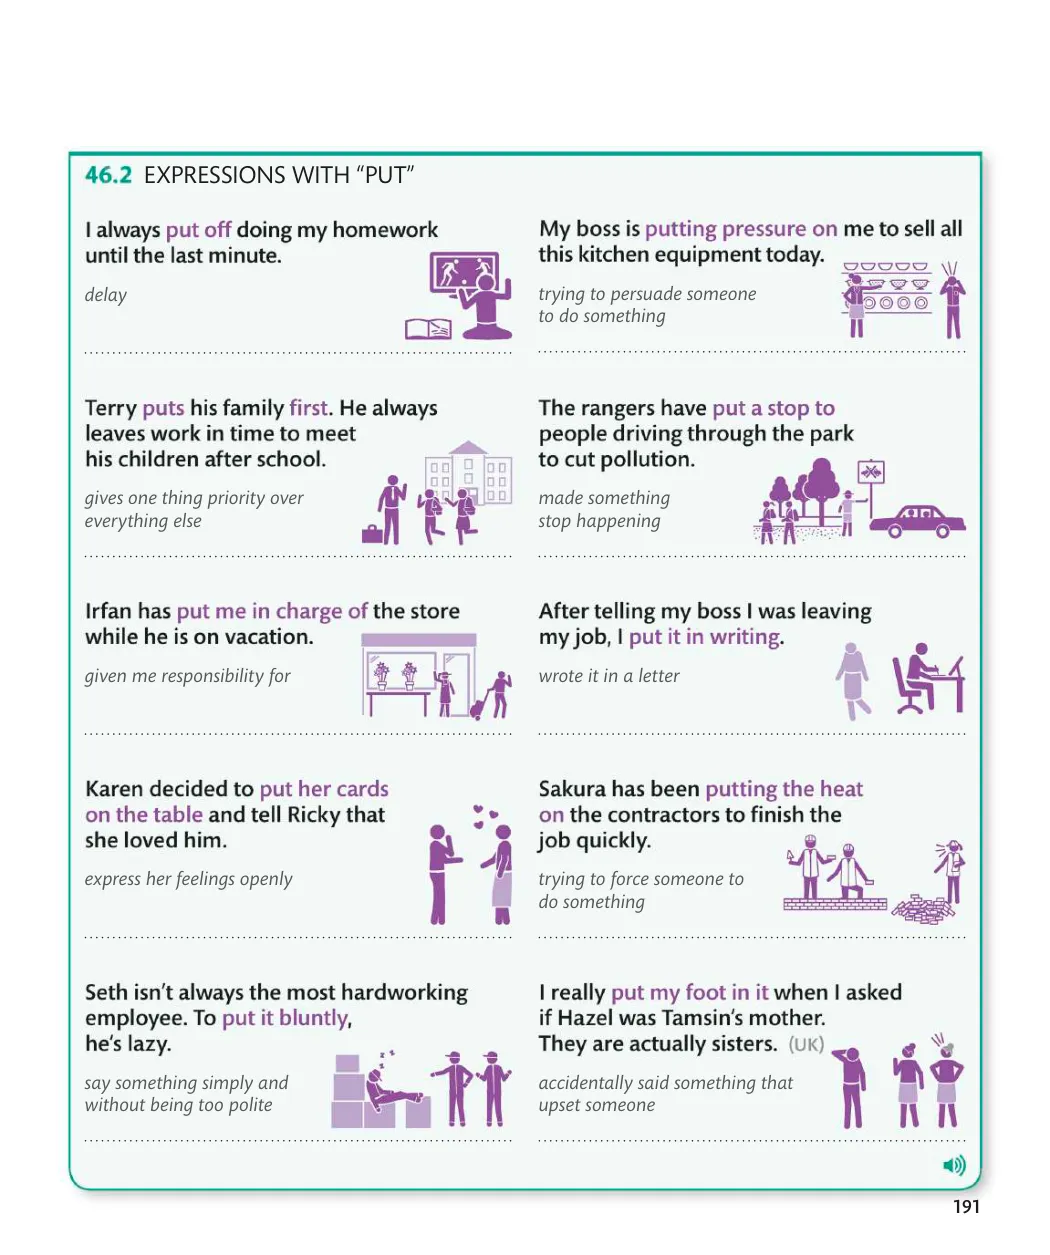 46.2 EXPRESSIONS WITH “PUT”
I always put off doing my homework
until the last minute.
delay
My boss is putting pressure on me to sell all
this kitchen equipment today.
trying to persuade someone
to do something
Terry puts his family first. He always
leaves work in time to meet
his children after school.
gives one thing priority over
everything else
The rangers have put a stop to
people driving through the park
to cut pollution.
made something
stop happening
Irfan has put me in charge of the store
while he is on vacation.
given me responsibility for
After telling my boss I was leaving
my job, I put it in writing.
wrote it in a letter
Karen decided to put her cards
on the table and tell Ricky that
she loved him.
express her feelings openly
Sakura has been putting the heat
on the contractors to finish the
job quickly.
trying to force someone to
do something
Seth isn’t always the most hardworking
employee. To put it bluntly,
he’s lazy.
say something simply and
without being too polite
I really put my foot in it when I asked
if Hazel was Tamsin’s mother.
They are actually sisters. (UK)
accidentally said something that
upset someone
191